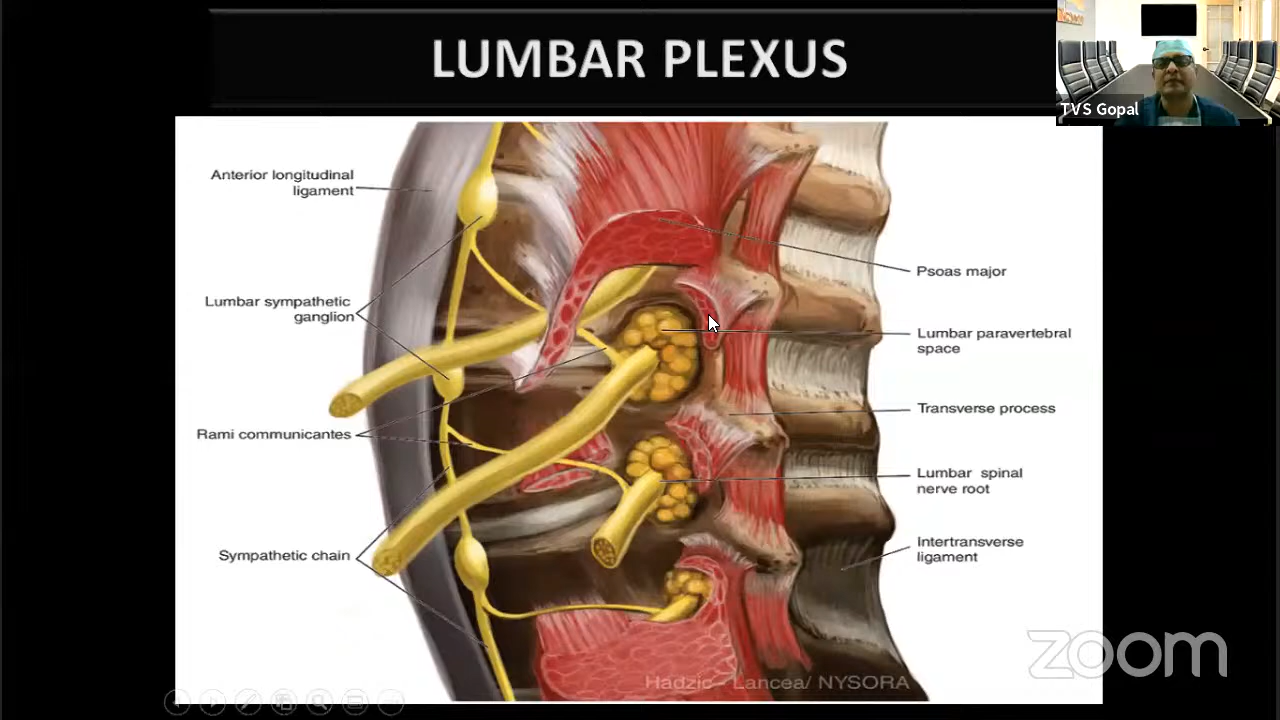 LUMBAR PLEXUS
TVS Gopal
Anterior longitudinal
ligament
Lumbar sympathetic
ganglion
Rami communicantes
Sympathetic chain
Psoas major
Lumbar paravertebral
space
Transverse process
Lumbar spinal
nerve root
Intertransverse
ligament
zoom
Hadzic - Lancea/ NYSORA